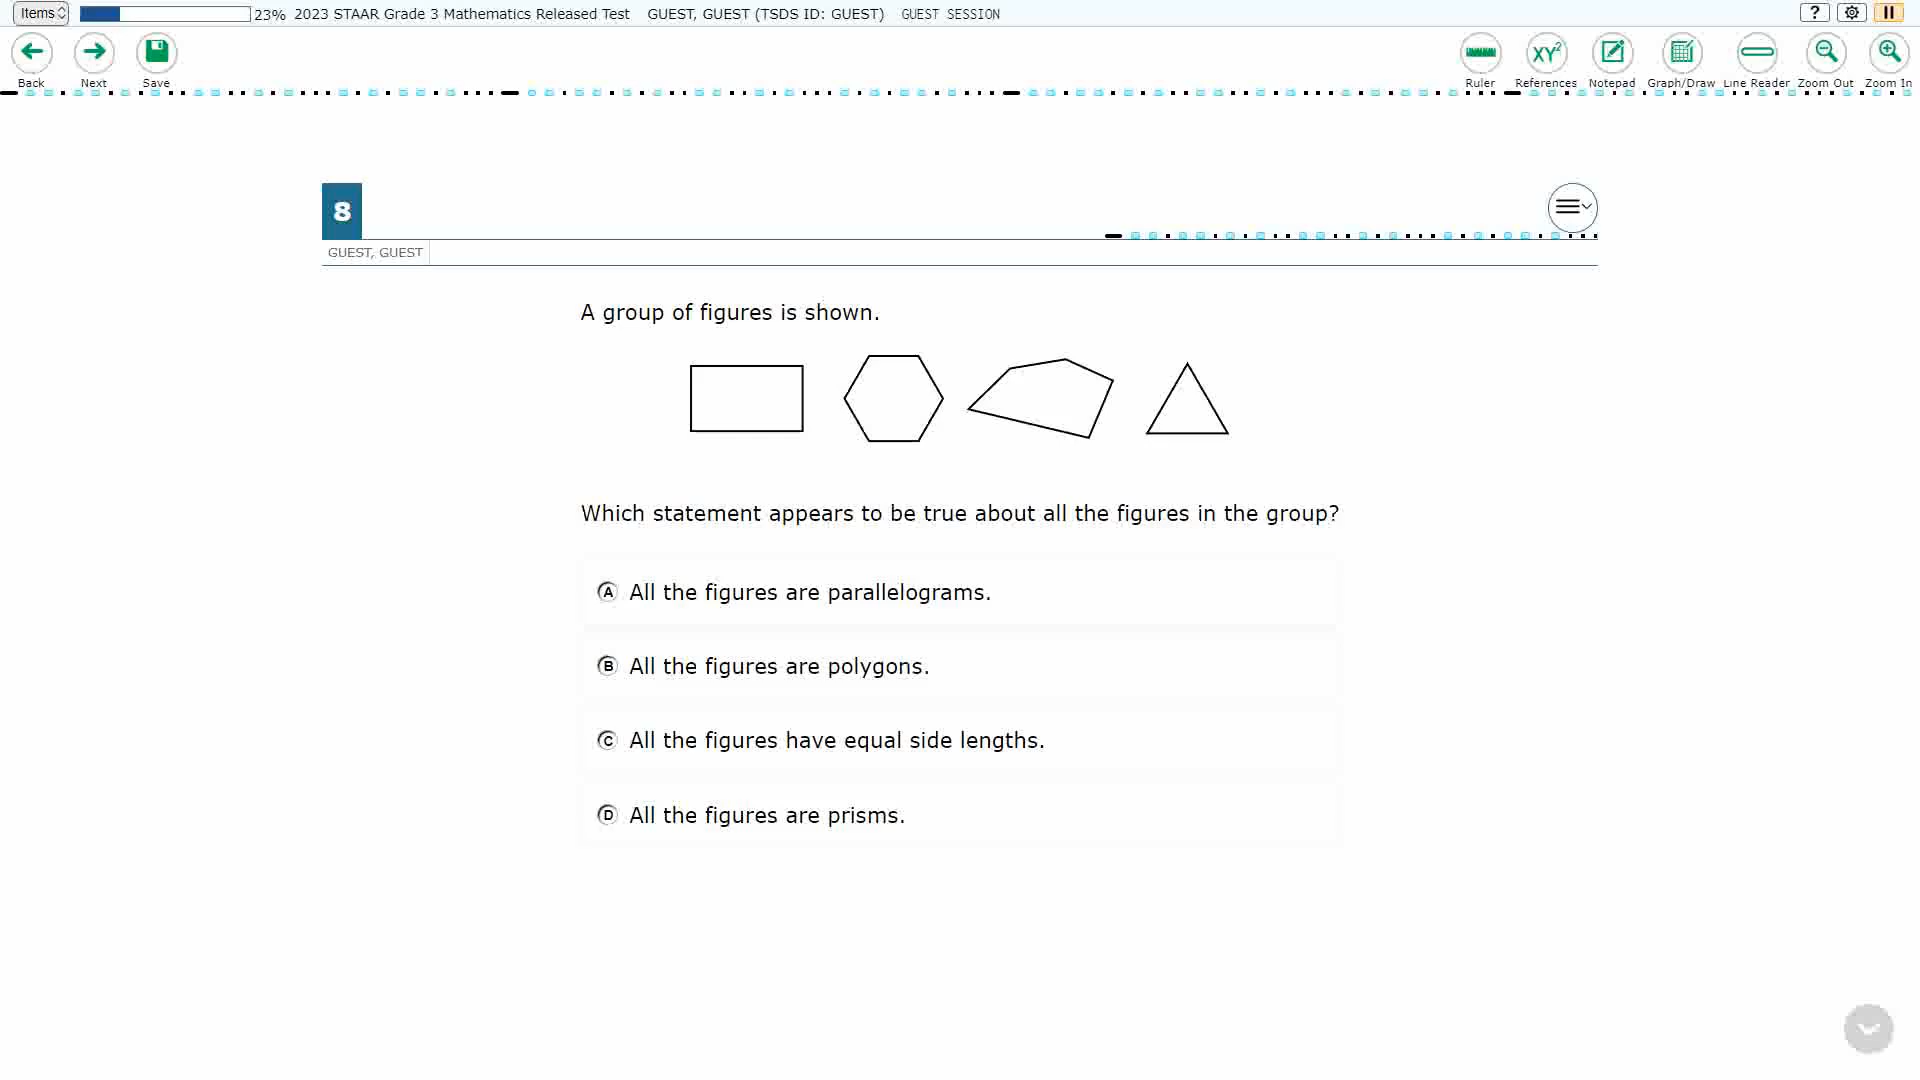 Items 23% 2023 STAAR Grade 3 Mathematics Released Test GUEST, GUEST (TSDS ID: GUEST) GUEST SESSION ?
XY²
Back Next Save Ruler References Notepad Graph/Draw Line Reader Zoom Out Zoom In
8
GUEST, GUEST
A group of figures is shown.
Which statement appears to be true about all the figures in the group?
A All the figures are parallelograms.
B All the figures are polygons.
C All the figures have equal side lengths.
D All the figures are prisms.